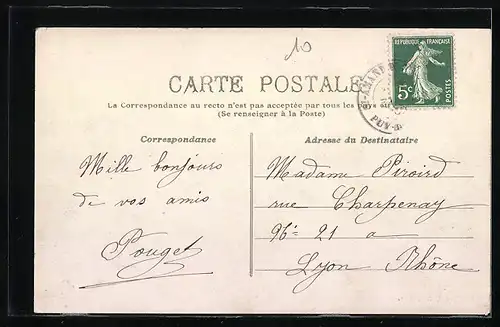 10
REPUBLIQUE FRANÇAISE
5c
POSTES
CARTE POSTALE
La Correspondance au recto n'est pas acceptée par tous les
(Se renseigner à la Poste)
Correspondance
Mille bonjours
de vos amis
Pouget
Adresse du Destinataire
Madame Piroird
rue Charpenay
21 a
Lyon Rhône